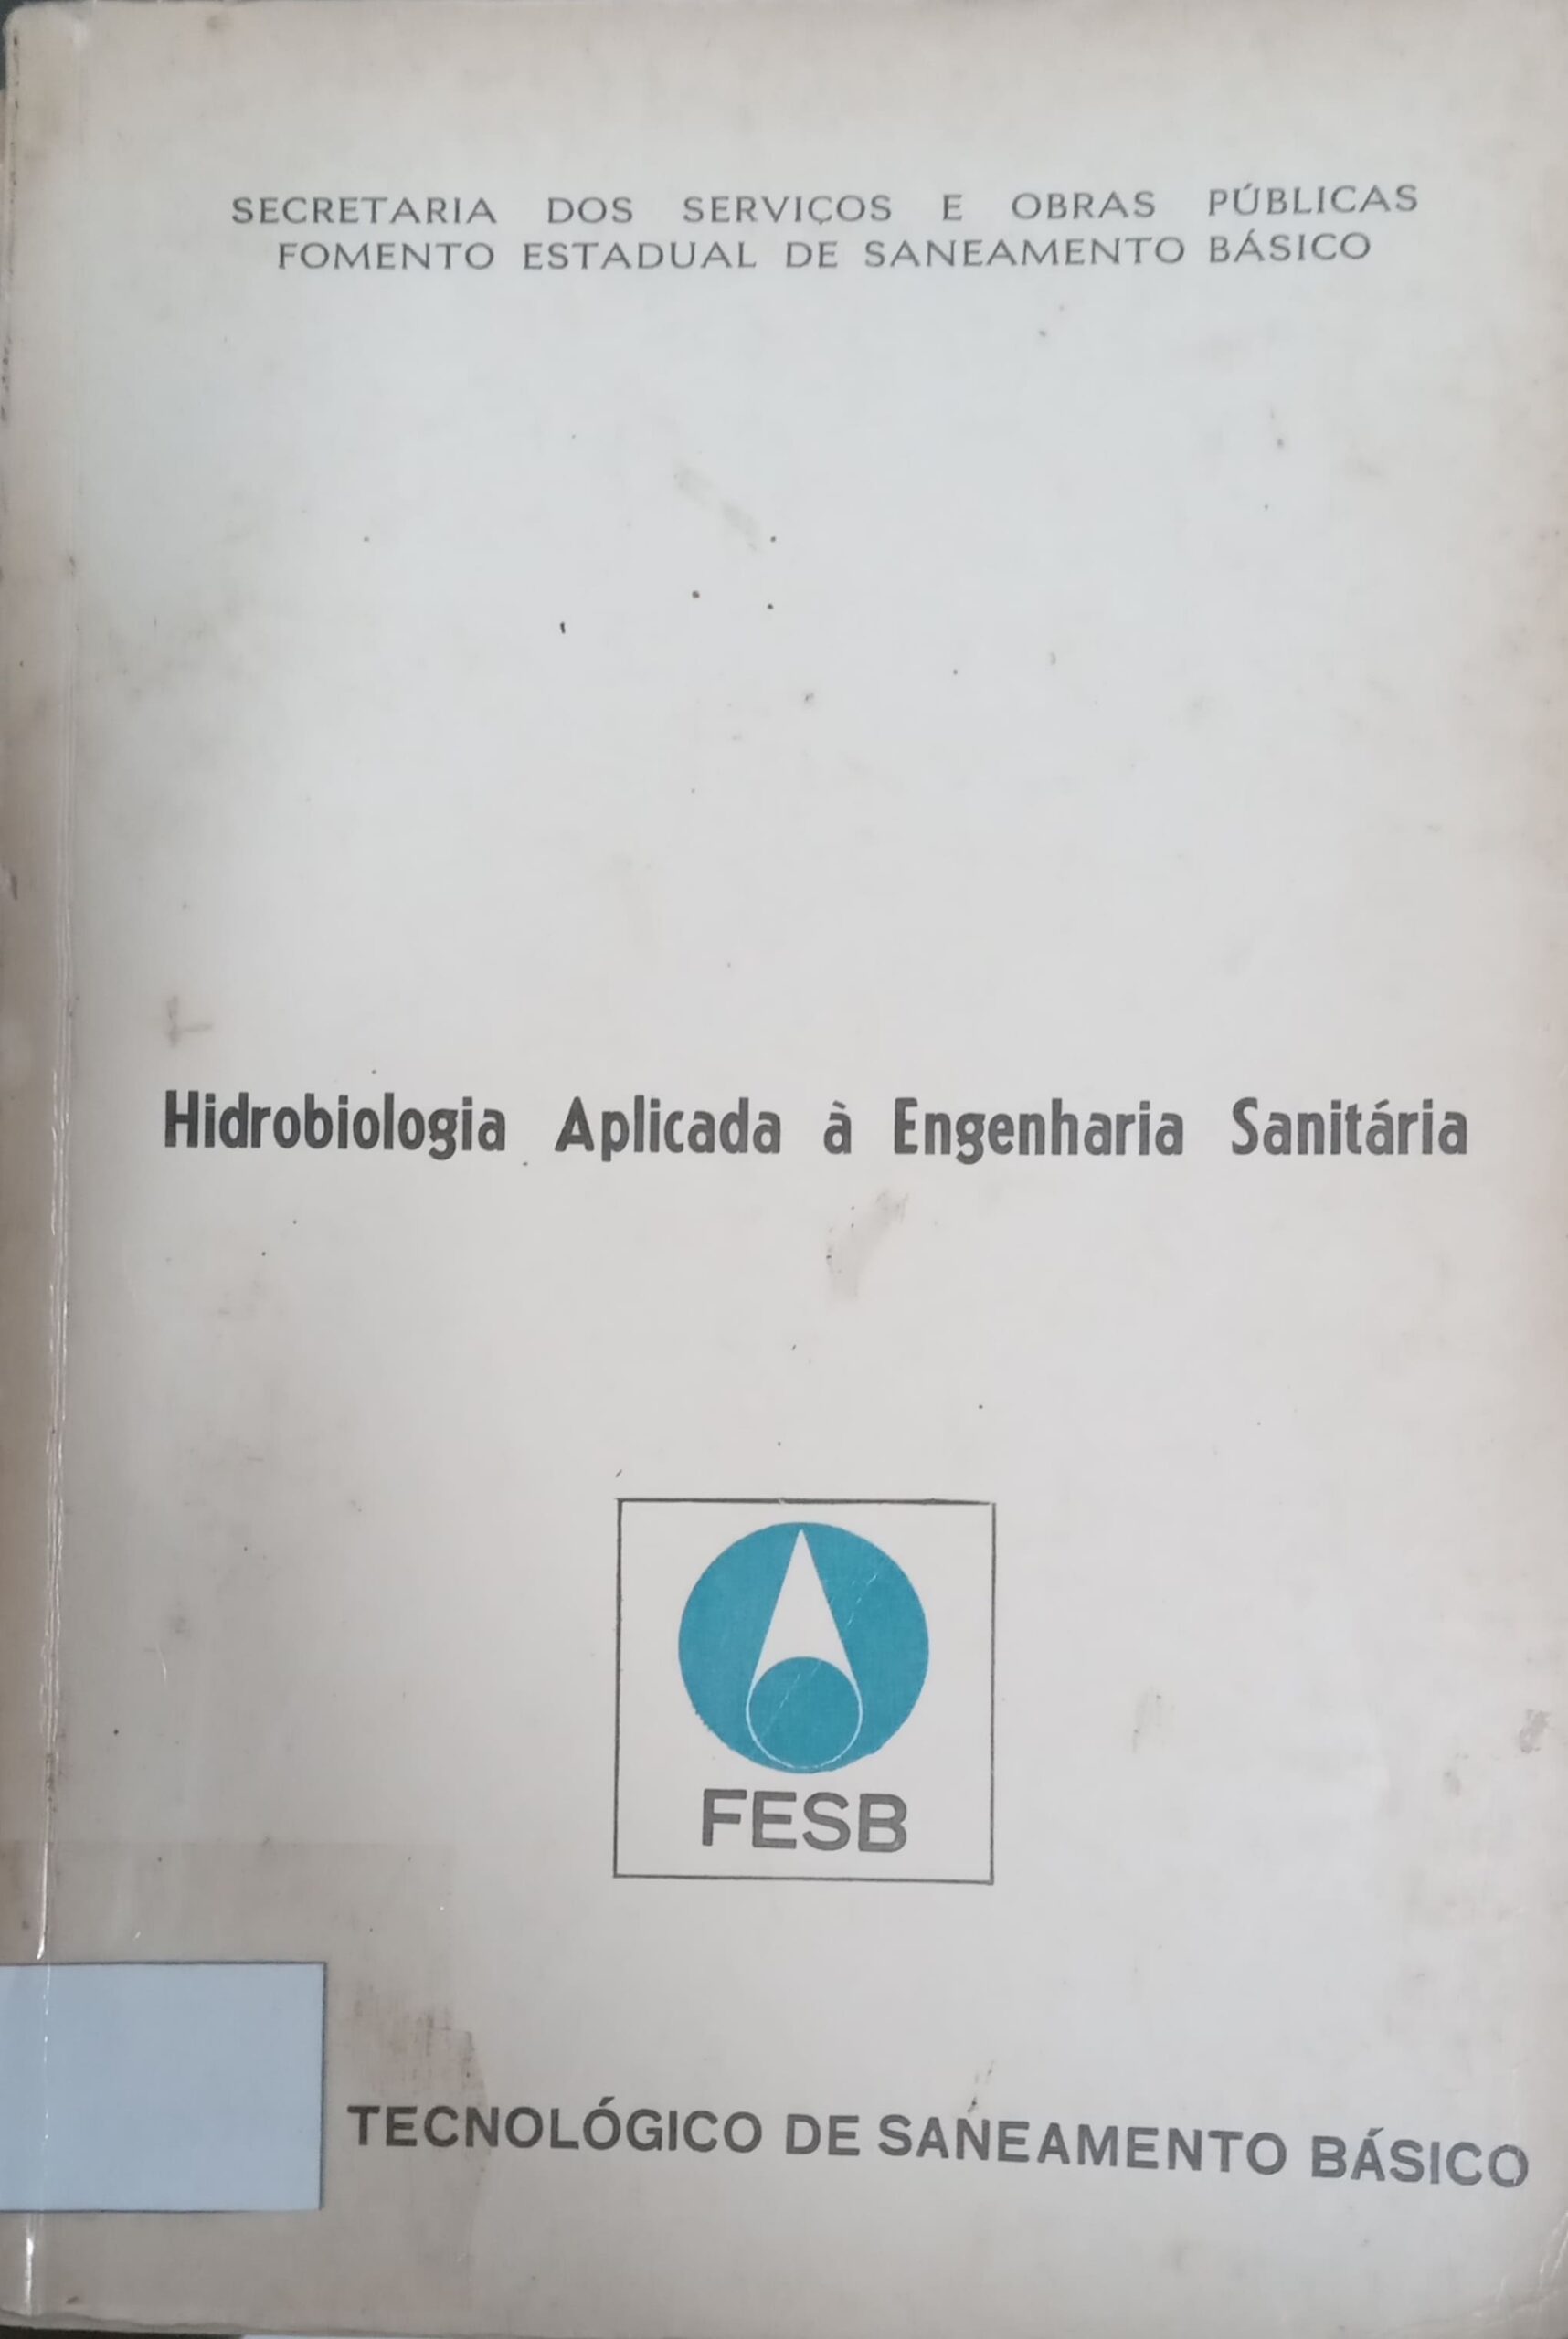 SECRETARIA DOS SERVIÇOS E OBRAS PÚBLICAS
FOMENTO ESTADUAL DE SANEAMENTO BÁSICO
Hidrobiologia Aplicada à Engenharia Sanitária
FESB
TECNOLÓGICO DE SANEAMENTO BÁSICO